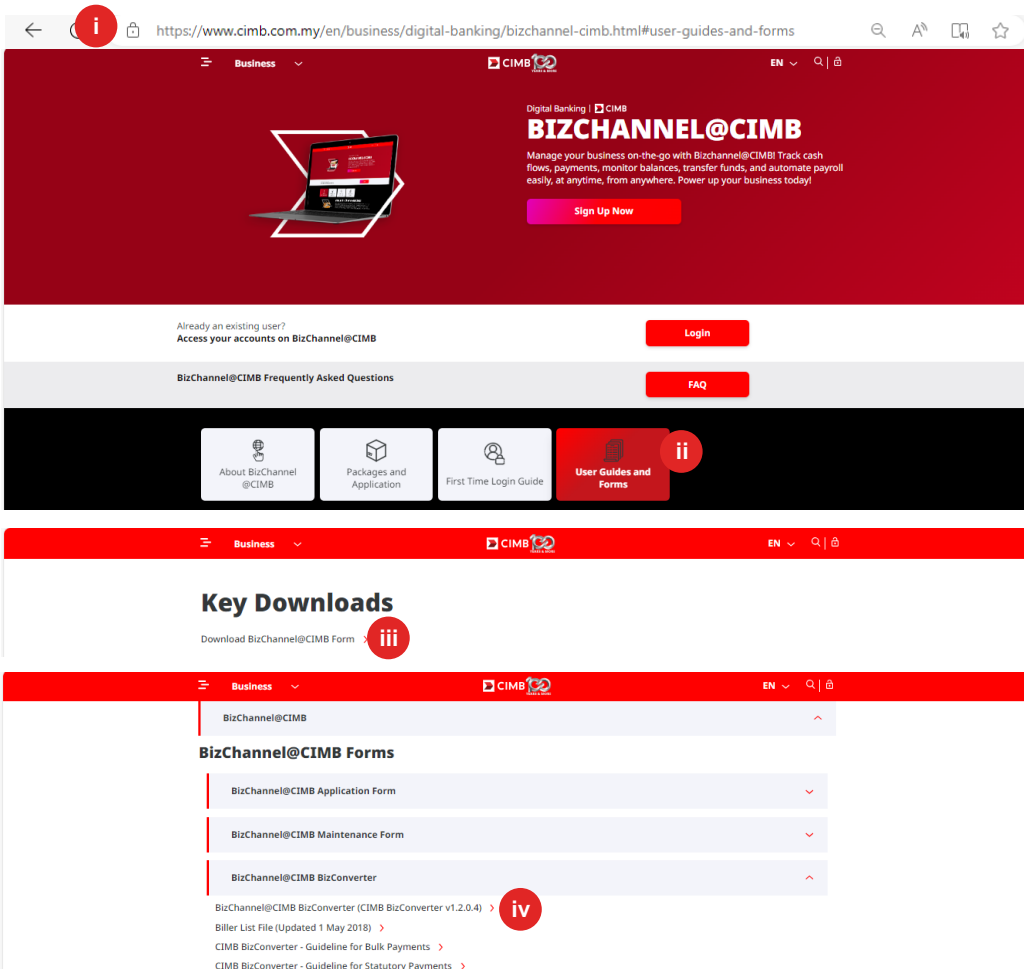 i
https://www.cimb.com.my/en/business/digital-banking/bizchannel-cimb.html#user-guides-and-forms
Business
CIMB
EN
Digital Banking | CIMB
BIZCHANNEL@CIMB
Manage your business on-the-go with Bizchannel@CIMB! Track cash
flows, payments, monitor balances, transfer funds, and automate payroll
easily, at anytime, from anywhere. Power up your business today!
Sign Up Now
Already an existing user?
Access your accounts on BizChannel@CIMB
Login
BizChannel@CIMB Frequently Asked Questions
FAQ
About BizChannel
@CIMB
Packages and
Application
First Time Login Guide
User Guides and
Forms
ii
Business
CIMB
EN
Key Downloads
Download BizChannel@CIMB Form
iii
Business
CIMB
EN
BizChannel@CIMB
BizChannel@CIMB Forms
BizChannel@CIMB Application Form
BizChannel@CIMB Maintenance Form
BizChannel@CIMB BizConverter
BizChannel@CIMB BizConverter (CIMB BizConverter v1.2.0.4)
iv
Biller List File (Updated 1 May 2018)
CIMB BizConverter - Guideline for Bulk Payments
CIMB BizConverter - Guideline for Statutory Payments